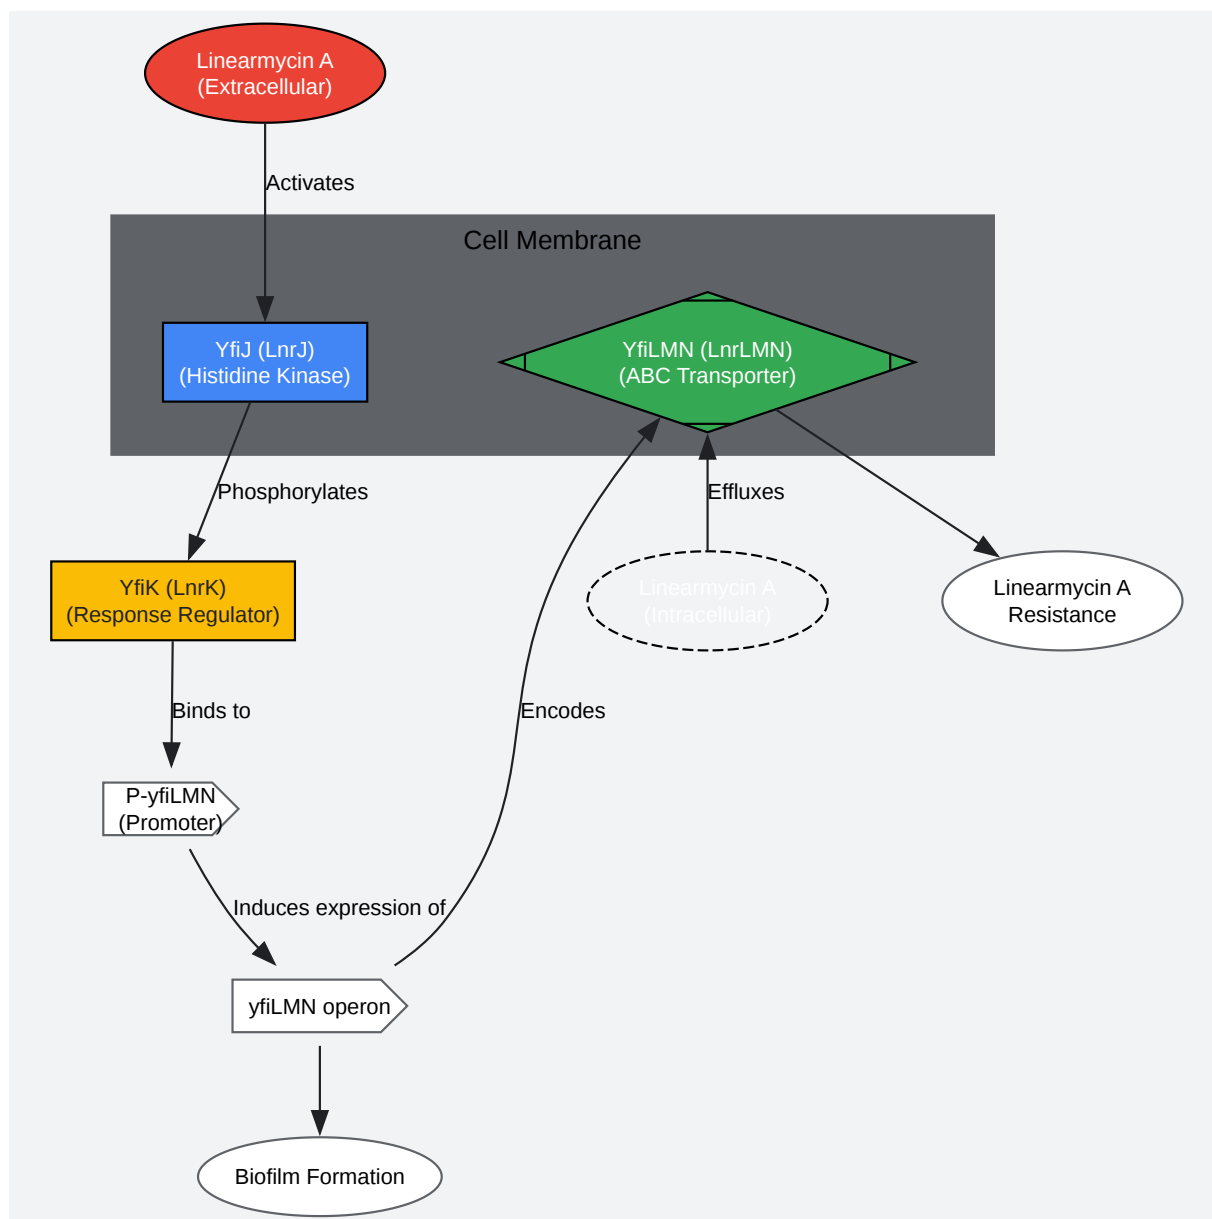 Linearmycin A
(Extracellular)
Activates
Cell Membrane
YfiJ (LnrJ)
(Histidine Kinase)
YfiLMN (LnrLMN)
(ABC Transporter)
Phosphorylates
Effluxes
YfiK (LnrK)
(Response Regulator)
Linearmycin A
(Intracellular)
Linearmycin A
Resistance
Binds to
Encodes
P-yfiLMN
(Promoter)
Induces expression of
yfiLMN operon
Biofilm Formation